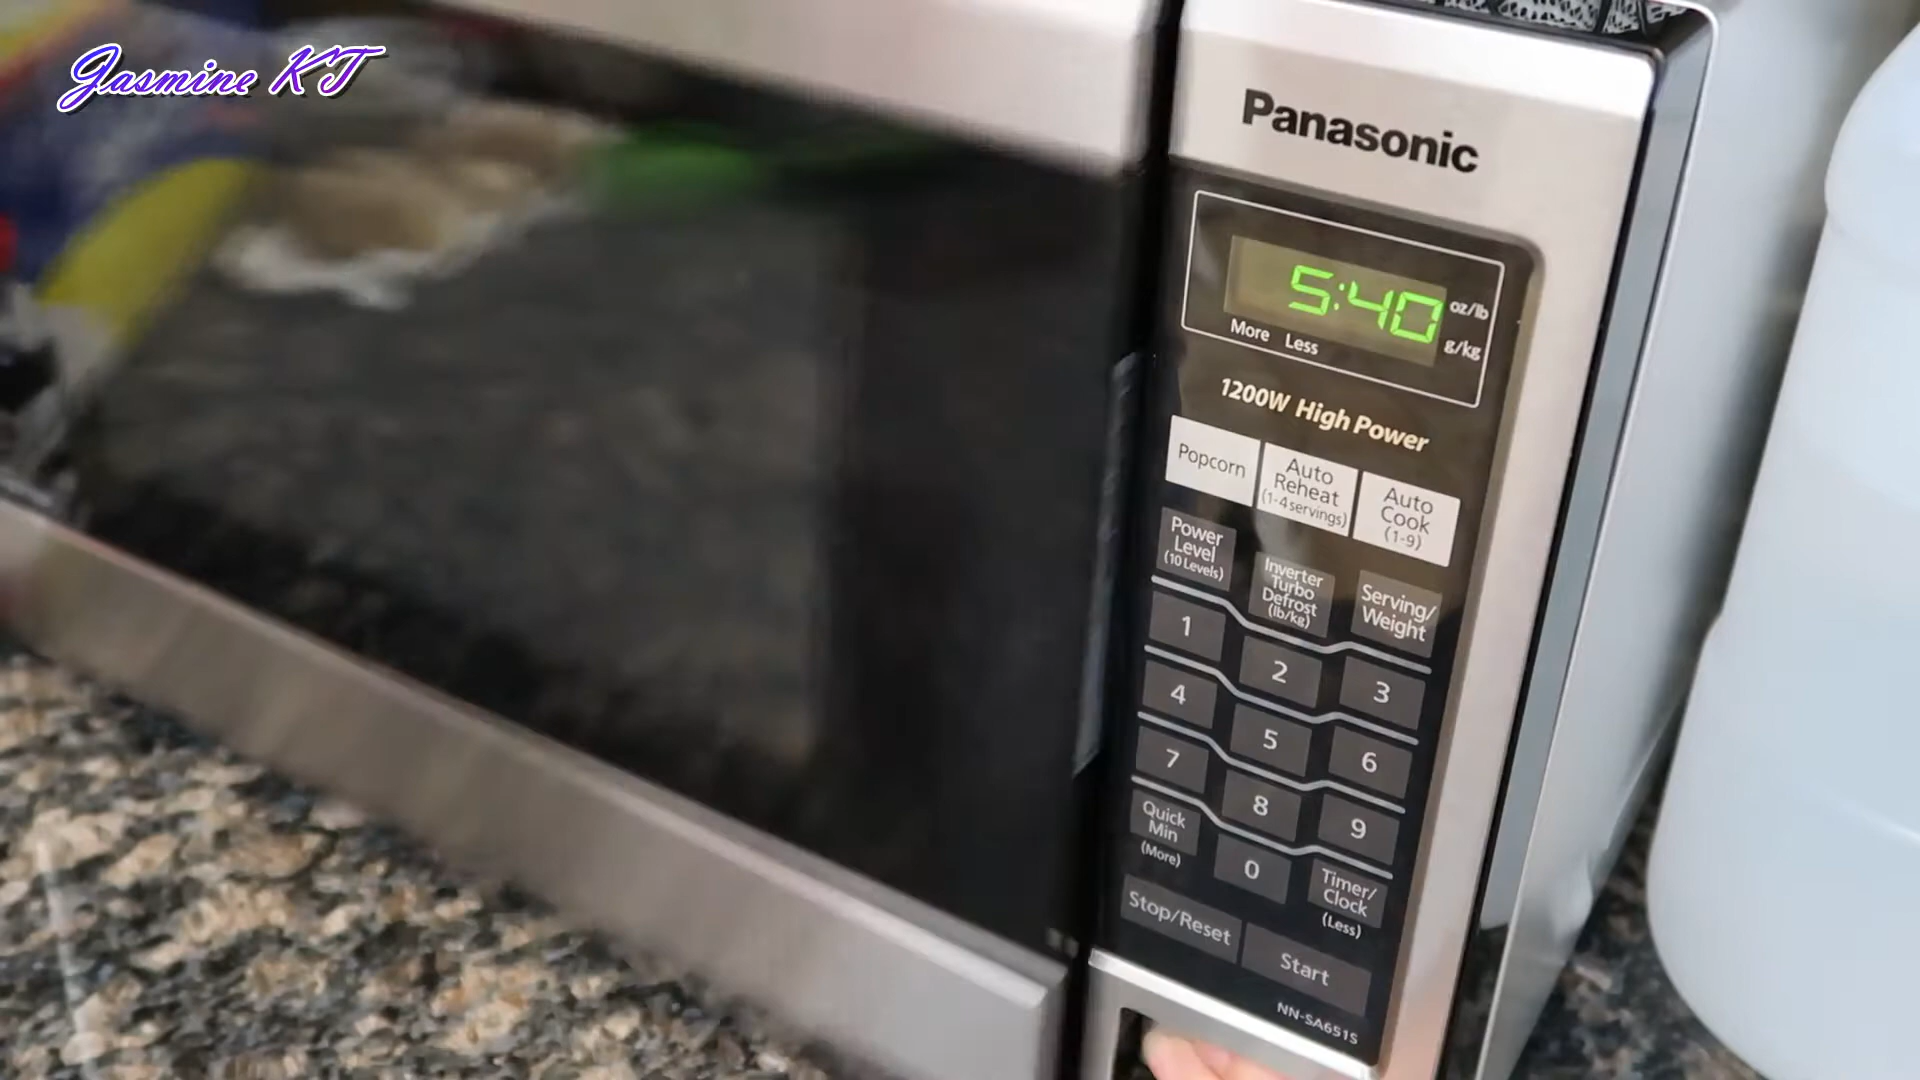 Jasmine KT
Panasonic
5:40
oz/lb
g/kg
More Less
1200W High Power
Popcorn
Auto
Reheat
(1-4 servings)
Auto
Cook
(1-9)
Power
Level
(10 Levels)
Inverter
Turbo
Defrost
(lb/kg)
Serving/
Weight
1
2
3
4
5
6
7
8
9
Quick
Min
(More)
0
Timer/
Clock
(Less)
Stop/Reset
Start
NN-SA651S